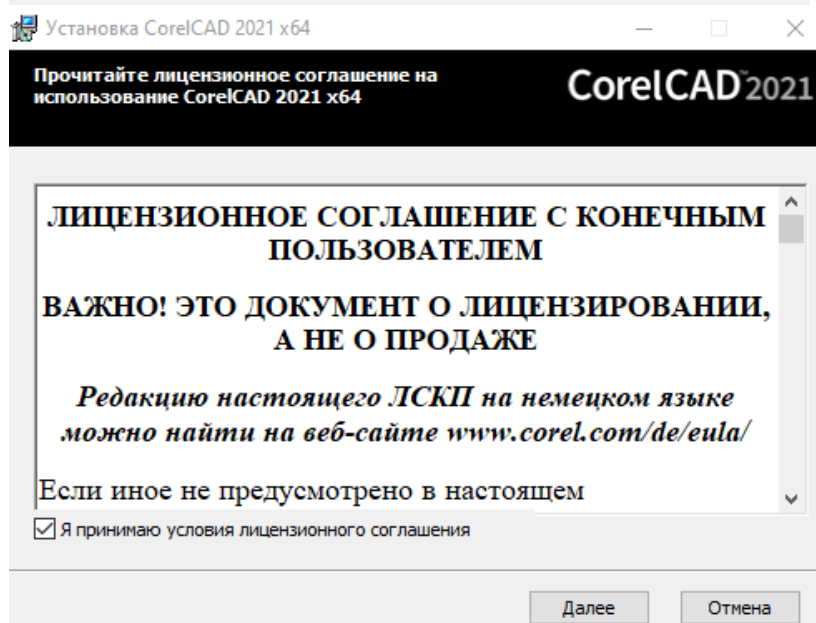 Установка CorelCAD 2021 x64
Прочитайте лицензионное соглашение на
использование CorelCAD 2021 x64
CorelCAD™2021
ЛИЦЕНЗИОННОЕ СОГЛАШЕНИЕ С КОНЕЧНЫМ
ПОЛЬЗОВАТЕЛЕМ
ВАЖНО! ЭТО ДОКУМЕНТ О ЛИЦЕНЗИРОВАНИИ,
А НЕ О ПРОДАЖЕ
Редакцию настоящего ЛСКП на немецком языке
можно найти на веб-сайте www.corel.com/de/eula/
Если иное не предусмотрено в настоящем
Я принимаю условия лицензионного соглашения
Далее
Отмена